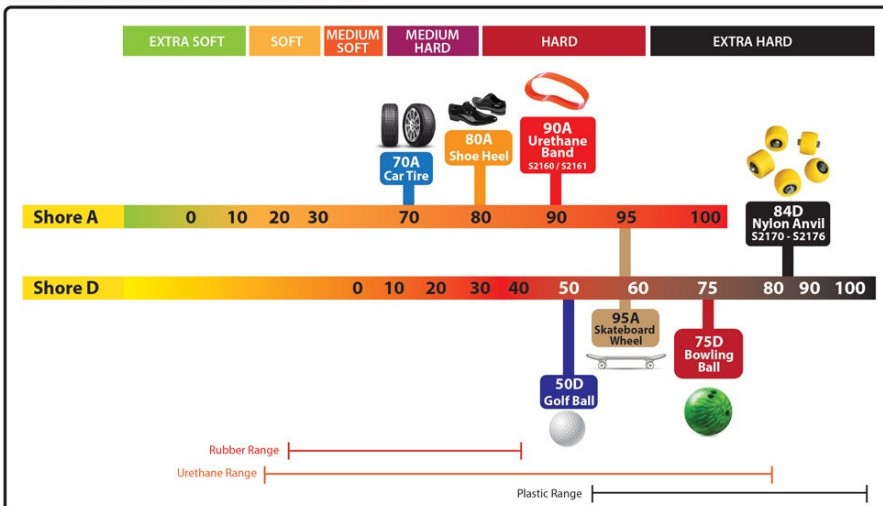 EXTRA SOFT
SOFT
MEDIUM
SOFT
MEDIUM
HARD
HARD
EXTRA HARD
70A
Car Tire
80A
Shoe Heel
90A
Urethane
Band
S2160 / S2161
84D
Nylon Anvil
S2170 - S2176
Shore A 0 10 20 30 70 80 90 95 100
Shore D 0 10 20 30 40 50 60 75 80 90 100
95A
Skateboard
Wheel
75D
Bowling
Ball
50D
Golf Ball
Rubber Range
Urethane Range
Plastic Range